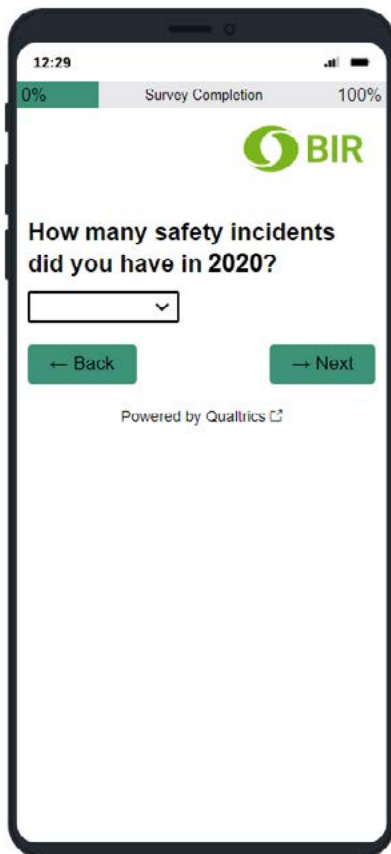 12:29
0% Survey Completion 100%
BIR
How many safety incidents
did you have in 2020?
← Back → Next
Powered by Qualtrics